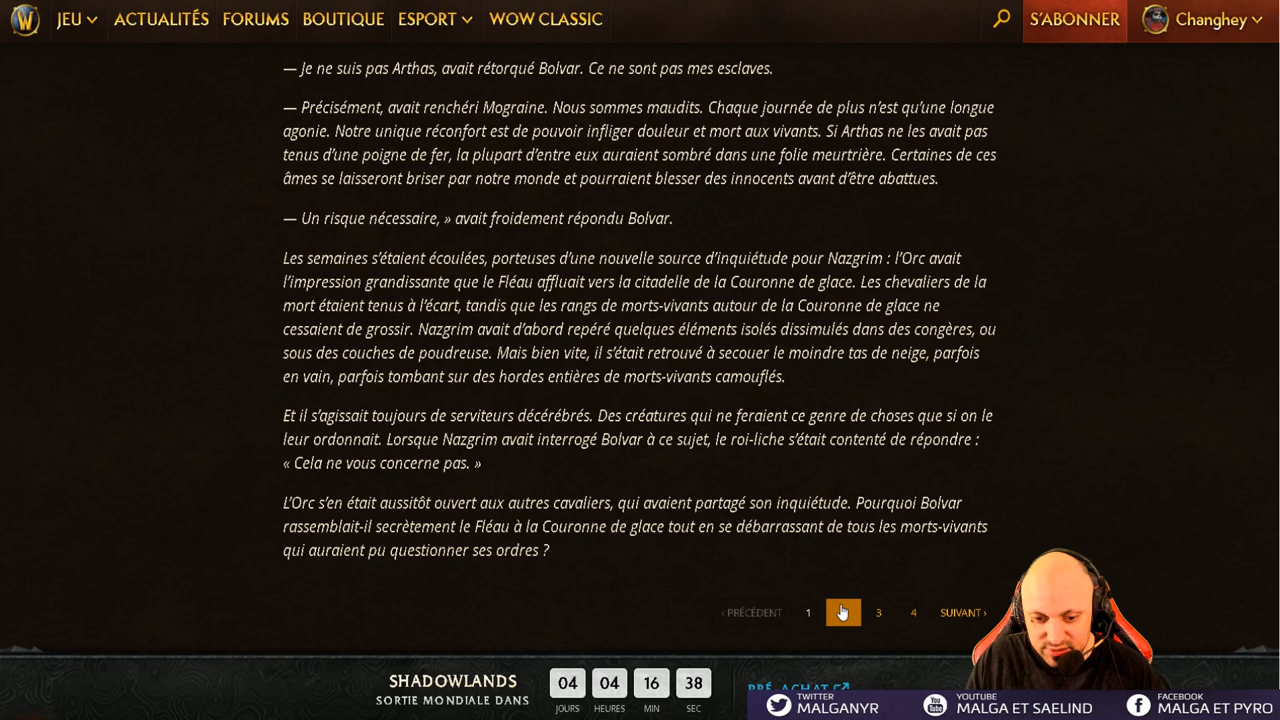 JEU ACTUALITÉS FORUMS BOUTIQUE ESPORT WOW CLASSIC S'ABONNER Changhey
— Je ne suis pas Arthas, avait rétorqué Bolvar. Ce ne sont pas mes esclaves.
— Précisément, avait renchéri Mograine. Nous sommes maudits. Chaque journée de plus n'est qu'une longue
agonie. Notre unique réconfort est de pouvoir infliger douleur et mort aux vivants. Si Arthas ne les avait pas
tenus d'une poigne de fer, la plupart d'entre eux auraient sombré dans une folie meurtrière. Certaines de ces
âmes se laisseront briser par notre monde et pourraient blesser des innocents avant d'être abattues.
— Un risque nécessaire, » avait froidement répondu Bolvar.
Les semaines s'étaient écoulées, porteuses d'une nouvelle source d'inquiétude pour Nazgrim : l'Orc avait
l'impression grandissante que le Fléau affluait vers la citadelle de la Couronne de glace. Les chevaliers de la
mort étaient tenus à l'écart, tandis que les rangs de morts-vivants autour de la Couronne de glace ne
cessaient de grossir. Nazgrim avait d'abord repéré quelques éléments isolés dissimulés dans des congères, ou
sous des couches de poudreuse. Mais bien vite, il s'était retrouvé à secouer le moindre tas de neige, parfois
en vain, parfois tombant sur des hordes entières de morts-vivants camouflés.
Et il s'agissait toujours de serviteurs décérébrés. Des créatures qui ne feraient ce genre de choses que si on le
leur ordonnait. Lorsque Nazgrim avait interrogé Bolvar à ce sujet, le roi-liche s'était contenté de répondre :
« Cela ne vous concerne pas. »
L'Orc s'en était aussitôt ouvert aux autres cavaliers, qui avaient partagé son inquiétude. Pourquoi Bolvar
rassemblait-il secrètement le Fléau à la Couronne de glace tout en se débarrassant de tous les morts-vivants
qui auraient pu questionner ses ordres ?
‹ PRÉCÉDENT 1 3 4 SUIVANT ›
SHADOWLANDS
SORTIE MONDIALE DANS
04 04 16 38
JOURS HEURES MIN SEC
PRÉ-ACHAT
TWITTER
MALGANYR
YOUTUBE
MALGA ET SAELIND
FACEBOOK
MALGA ET PYRO